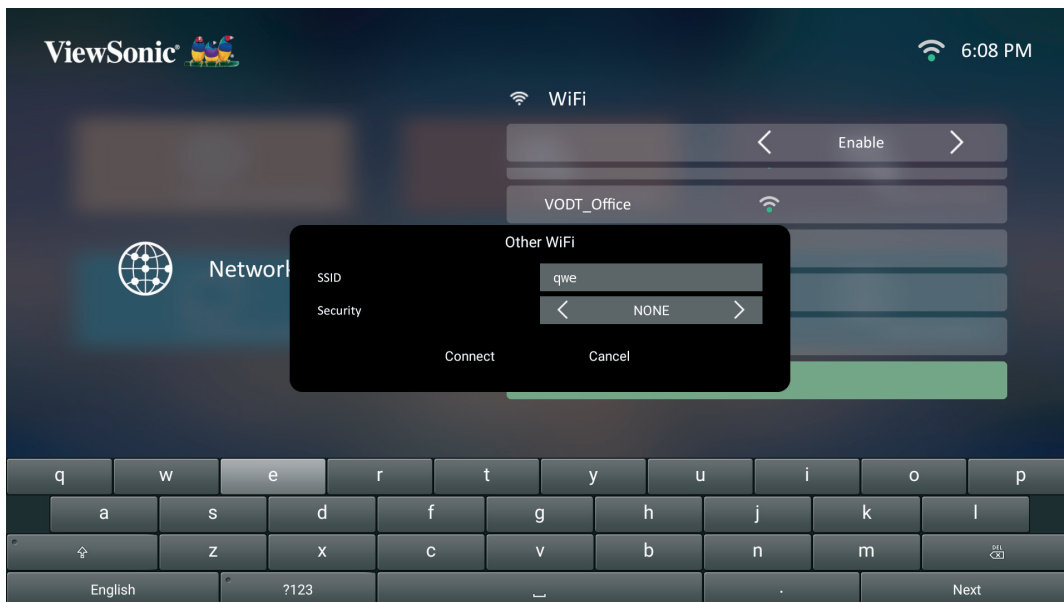 ViewSonic®
6:08 PM
WiFi
Enable
VODT_Office
Network
Other WiFi
SSID
qwe
Security
NONE
Connect Cancel
q w e r t y u i o p
a s d f g h j k l
z x c v b n m DEL
English ?123 . Next